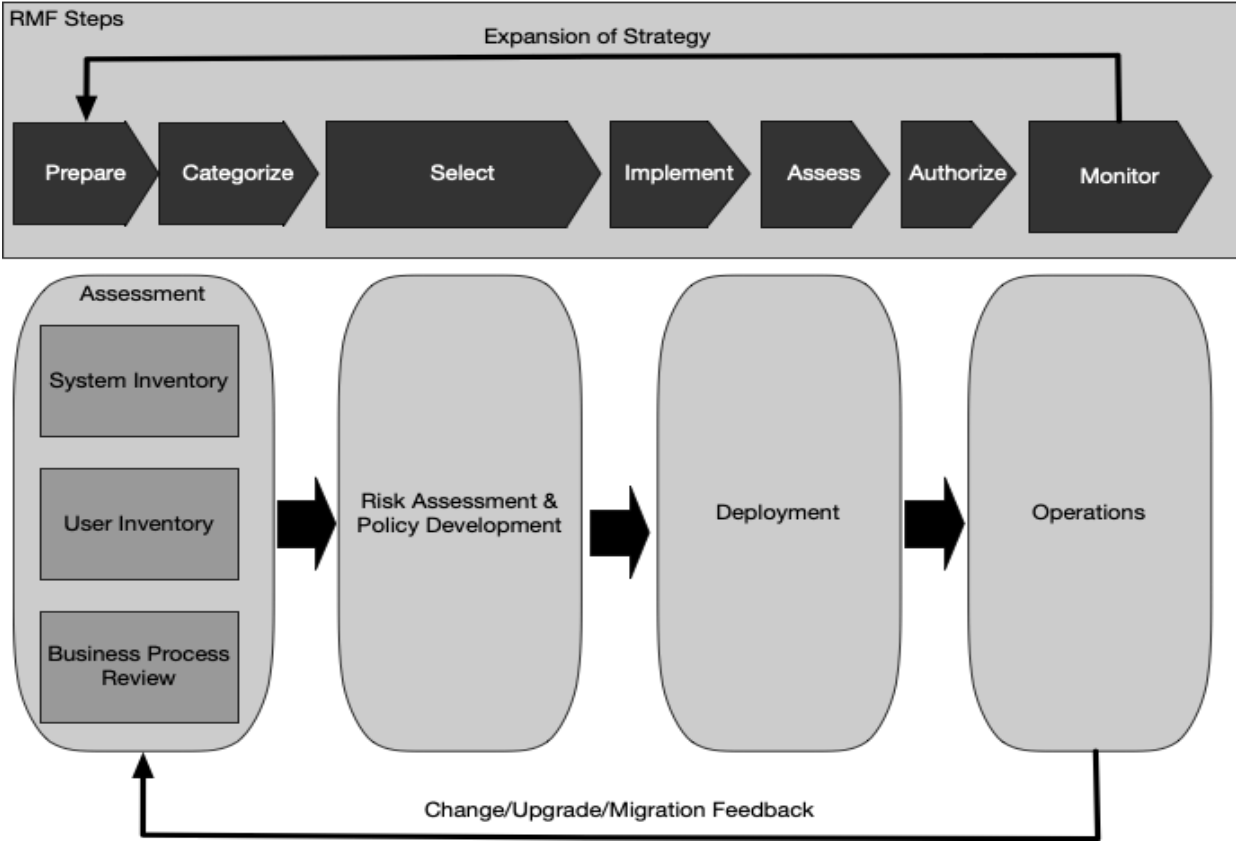 RMF Steps
Expansion of Strategy
Prepare
Categorize
Select
Implement
Assess
Authorize
Monitor
Assessment
System Inventory
User Inventory
Business Process
Review
Risk Assessment &
Policy Development
Deployment
Operations
Change/Upgrade/Migration Feedback